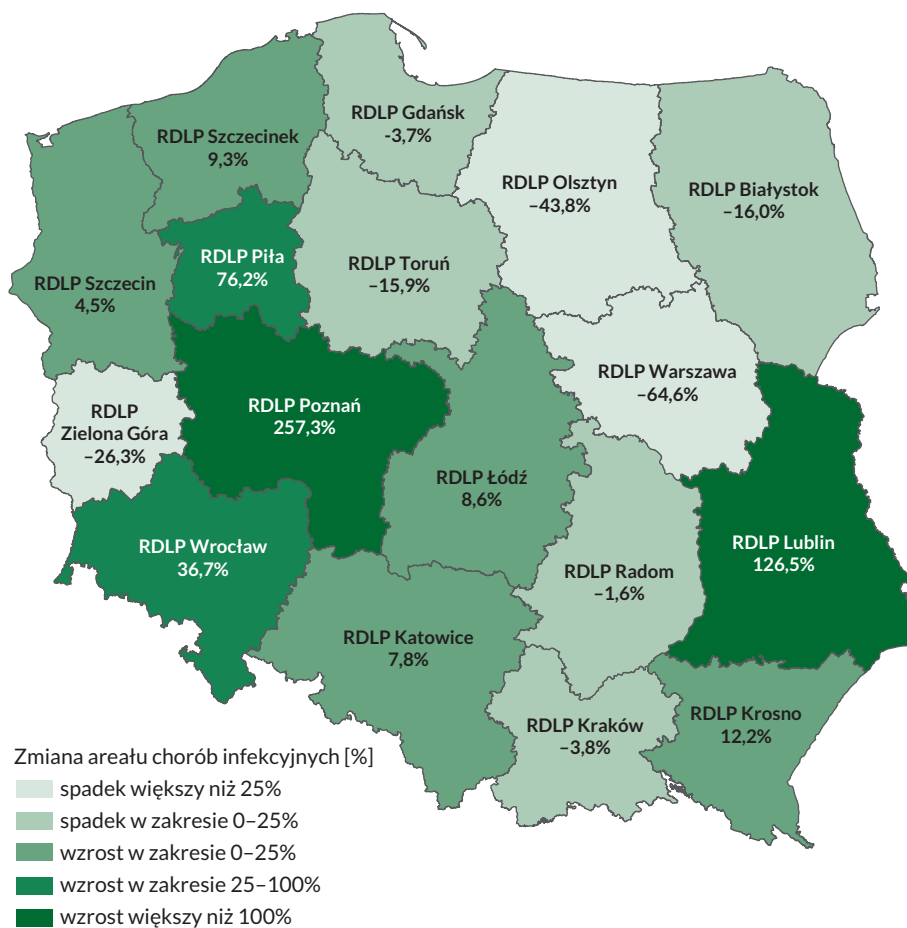 RDLP Gdańsk
-3,7%
RDLP Szczecinek
9,3%
RDLP Olsztyn
–43,8%
RDLP Białystok
–16,0%
RDLP Piła
76,2%
RDLP Toruń
–15,9%
RDLP Szczecin
4,5%
RDLP Warszawa
–64,6%
RDLP
Zielona Góra
–26,3%
RDLP Poznań
257,3%
RDLP Łódź
8,6%
RDLP Wrocław
36,7%
RDLP Lublin
126,5%
RDLP Radom
–1,6%
RDLP Katowice
7,8%
RDLP Kraków
–3,8%
RDLP Krosno
12,2%
Zmiana areału chorób infekcyjnych [%]
spadek większy niż 25%
spadek w zakresie 0–25%
wzrost w zakresie 0–25%
wzrost w zakresie 25–100%
wzrost większy niż 100%